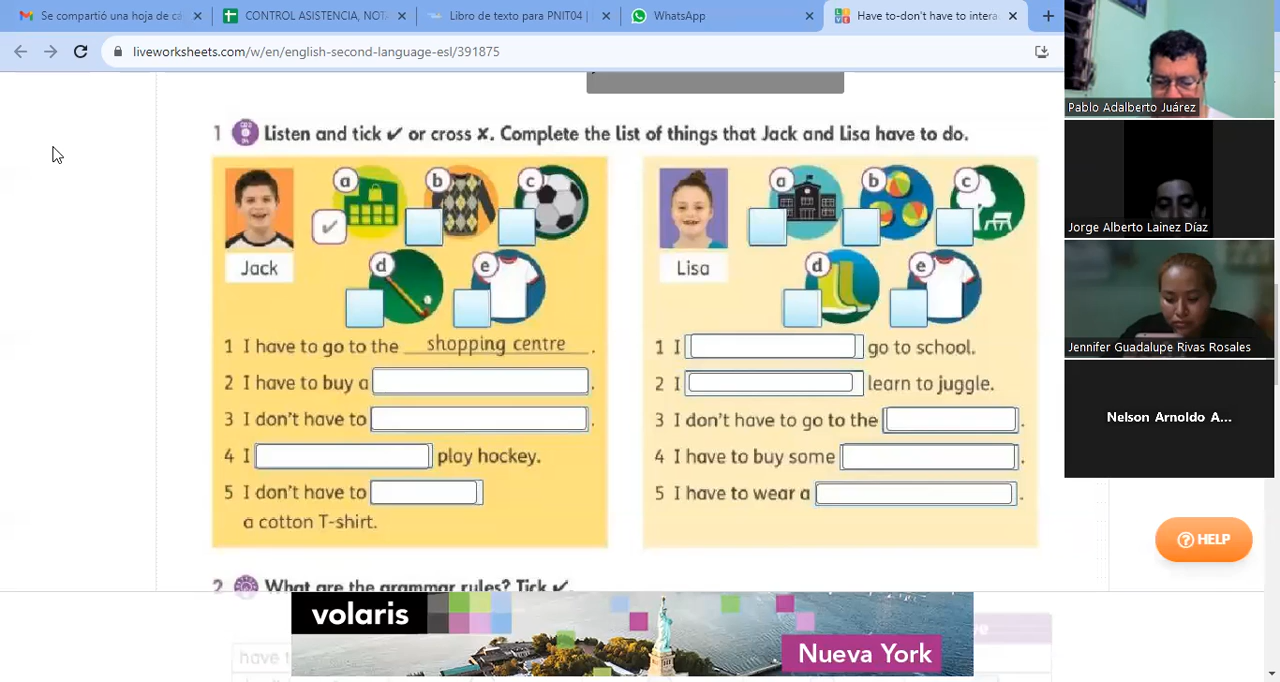 Se compartió una hoja de cá
CONTROL ASISTENCIA, NOT
Libro de texto para PNIT04 |
WhatsApp
Have to-don't have to intera
liveworksheets.com/w/en/english-second-language-esl/391875
1 Listen and tick ✔ or cross ✘. Complete the list of things that Jack and Lisa have to do.
a b c
✔
Jack
d e
1 I have to go to the shopping centre.
2 I have to buy a .
3 I don't have to .
4 I play hockey.
5 I don't have to
a cotton T-shirt.
a b c
Lisa
d e
1 I go to school.
2 I learn to juggle.
3 I don't have to go to the .
4 I have to buy some .
5 I have to wear a .
2 What are the grammar rules? Tick ✔.
have t
volaris
Nueva York
HELP
Pablo Adalberto Juárez
Jorge Alberto Lainez Díaz
Jennifer Guadalupe Rivas Rosales
Nelson Arnoldo A...